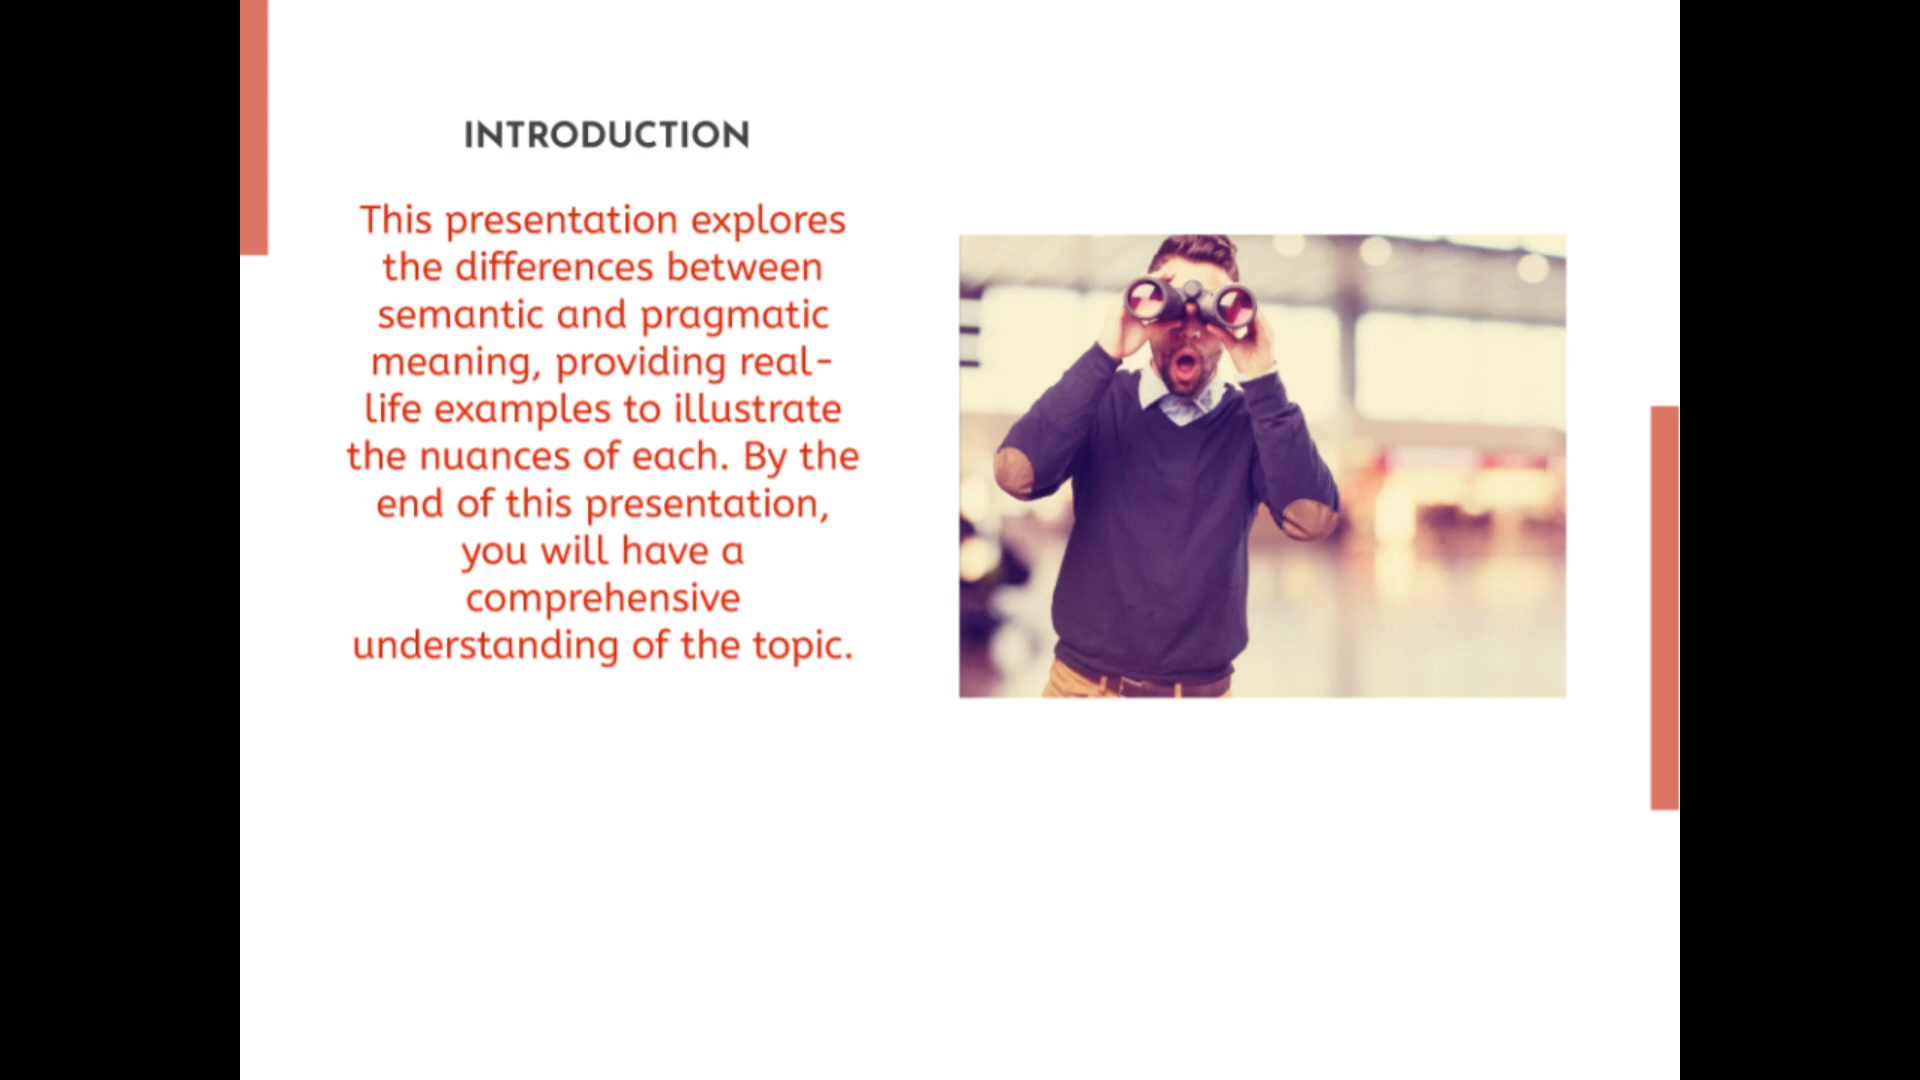 INTRODUCTION
This presentation explores
the differences between
semantic and pragmatic
meaning, providing real-
life examples to illustrate
the nuances of each. By the
end of this presentation,
you will have a
comprehensive
understanding of the topic.